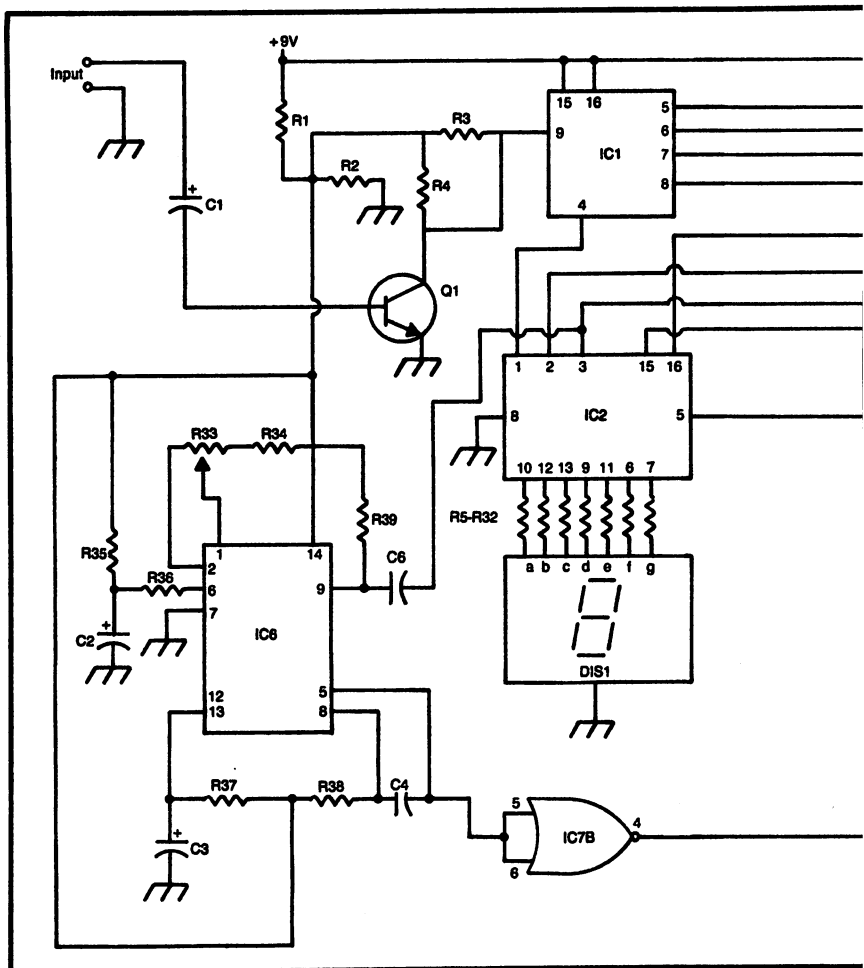 +9V
Input
15 16
5
R1
R3
9
IC1
6
7
R2
R4
8
+
C1
4
Q1
1 2 3 15 16
8
IC2
5
R33 R34
10 12 13 9 11 6 7
R5-R32
R39
R35
1 14
2
C6
a b c d e f g
R36
6
9
7
C2
+
IC6
DIS1
12
5
13
8
R37 R38 C4
+
C3
5
4
IC7B
6